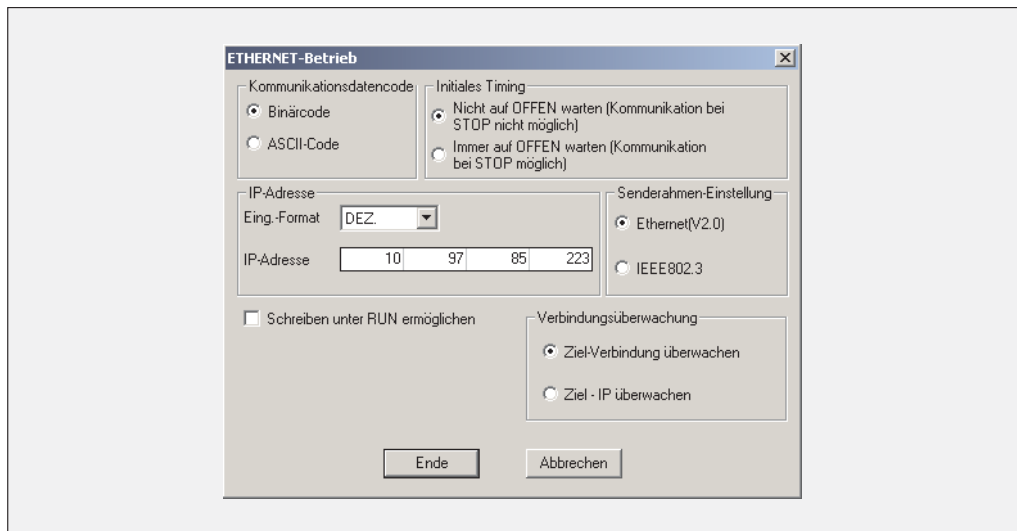 ETHERNET-Betrieb
Kommunikationsdatencode
Binärcode
ASCII-Code
Initiales Timing
Nicht auf OFFEN warten (Kommunikation bei
STOP nicht möglich)
Immer auf OFFEN warten (Kommunikation
bei STOP möglich)
IP-Adresse
Eing.-Format DEZ.
IP-Adresse 10 97 85 223
Senderahmen-Einstellung
Ethernet(V2.0)
IEEE802.3
Schreiben unter RUN ermöglichen
Verbindungsüberwachung
Ziel-Verbindung überwachen
Ziel - IP überwachen
Ende
Abbrechen